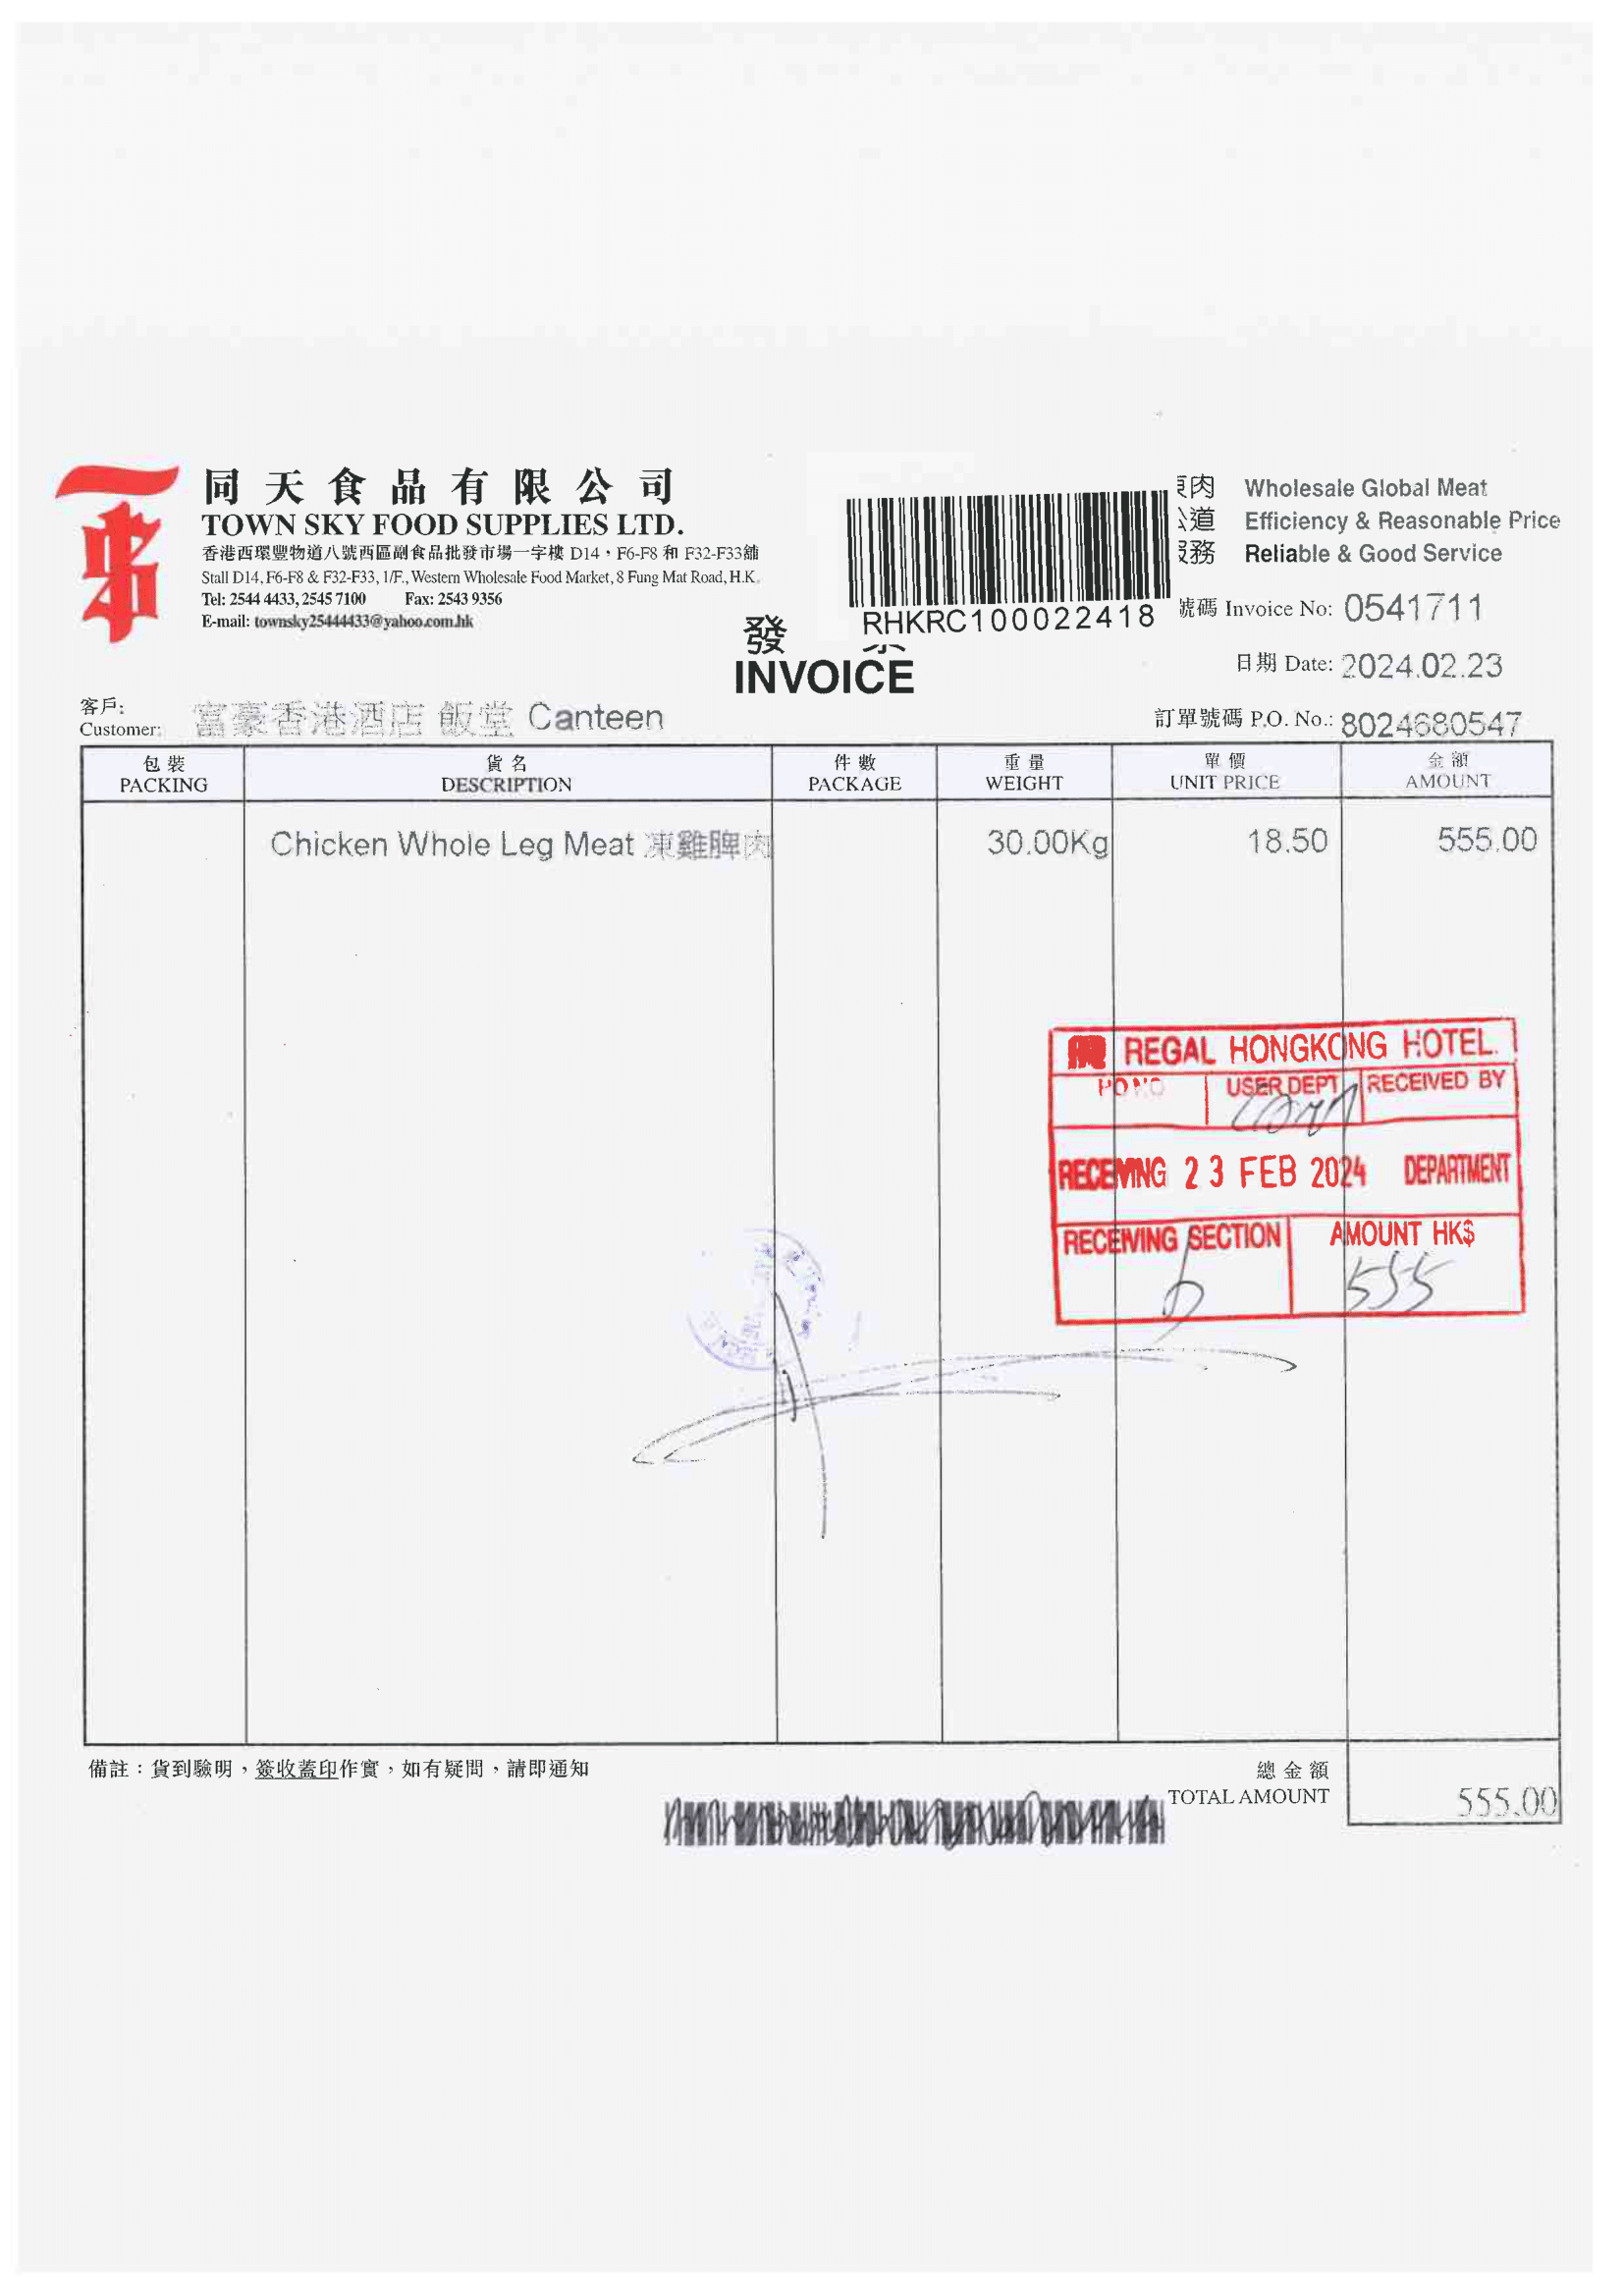 同天食品有限公司
TOWN SKY FOOD SUPPLIES LTD.
香港西環豐物道八號西區副食品批發市場一字樓 D14，F6-F8 和 F32-F33舖
Stall D14, F6-F8 & F32-F33, 1/F., Western Wholesale Food Market, 8 Fung Mat Road, H.K.
Tel: 2544 4433, 2545 7100 Fax: 2543 9356
E-mail: townsky25444433@yahoo.com.hk
RHKRC100022418
肉 Wholesale Global Meat
道 Efficiency & Reasonable Price
務 Reliable & Good Service
號碼 Invoice No: 0541711
發
INVOICE
日期 Date: 2024.02.23
客戶:
Customer: 富豪香港酒店 飯堂 Canteen
訂單號碼 P.O. No.: 8024680547
包裝 貨名 件數 重量 單價 金額
PACKING DESCRIPTION PACKAGE WEIGHT UNIT PRICE AMOUNT
Chicken Whole Leg Meat 凍雞脾肉 30.00Kg 18.50 555.00
REGAL HONGKONG HOTEL
PO NO USER DEPT RECEIVED BY
RECEIVING 23 FEB 2024 DEPARTMENT
RECEIVING SECTION AMOUNT HK$
555
備註：貨到驗明，簽收蓋印作實，如有疑問，請即通知
總金額
TOTAL AMOUNT 555.00